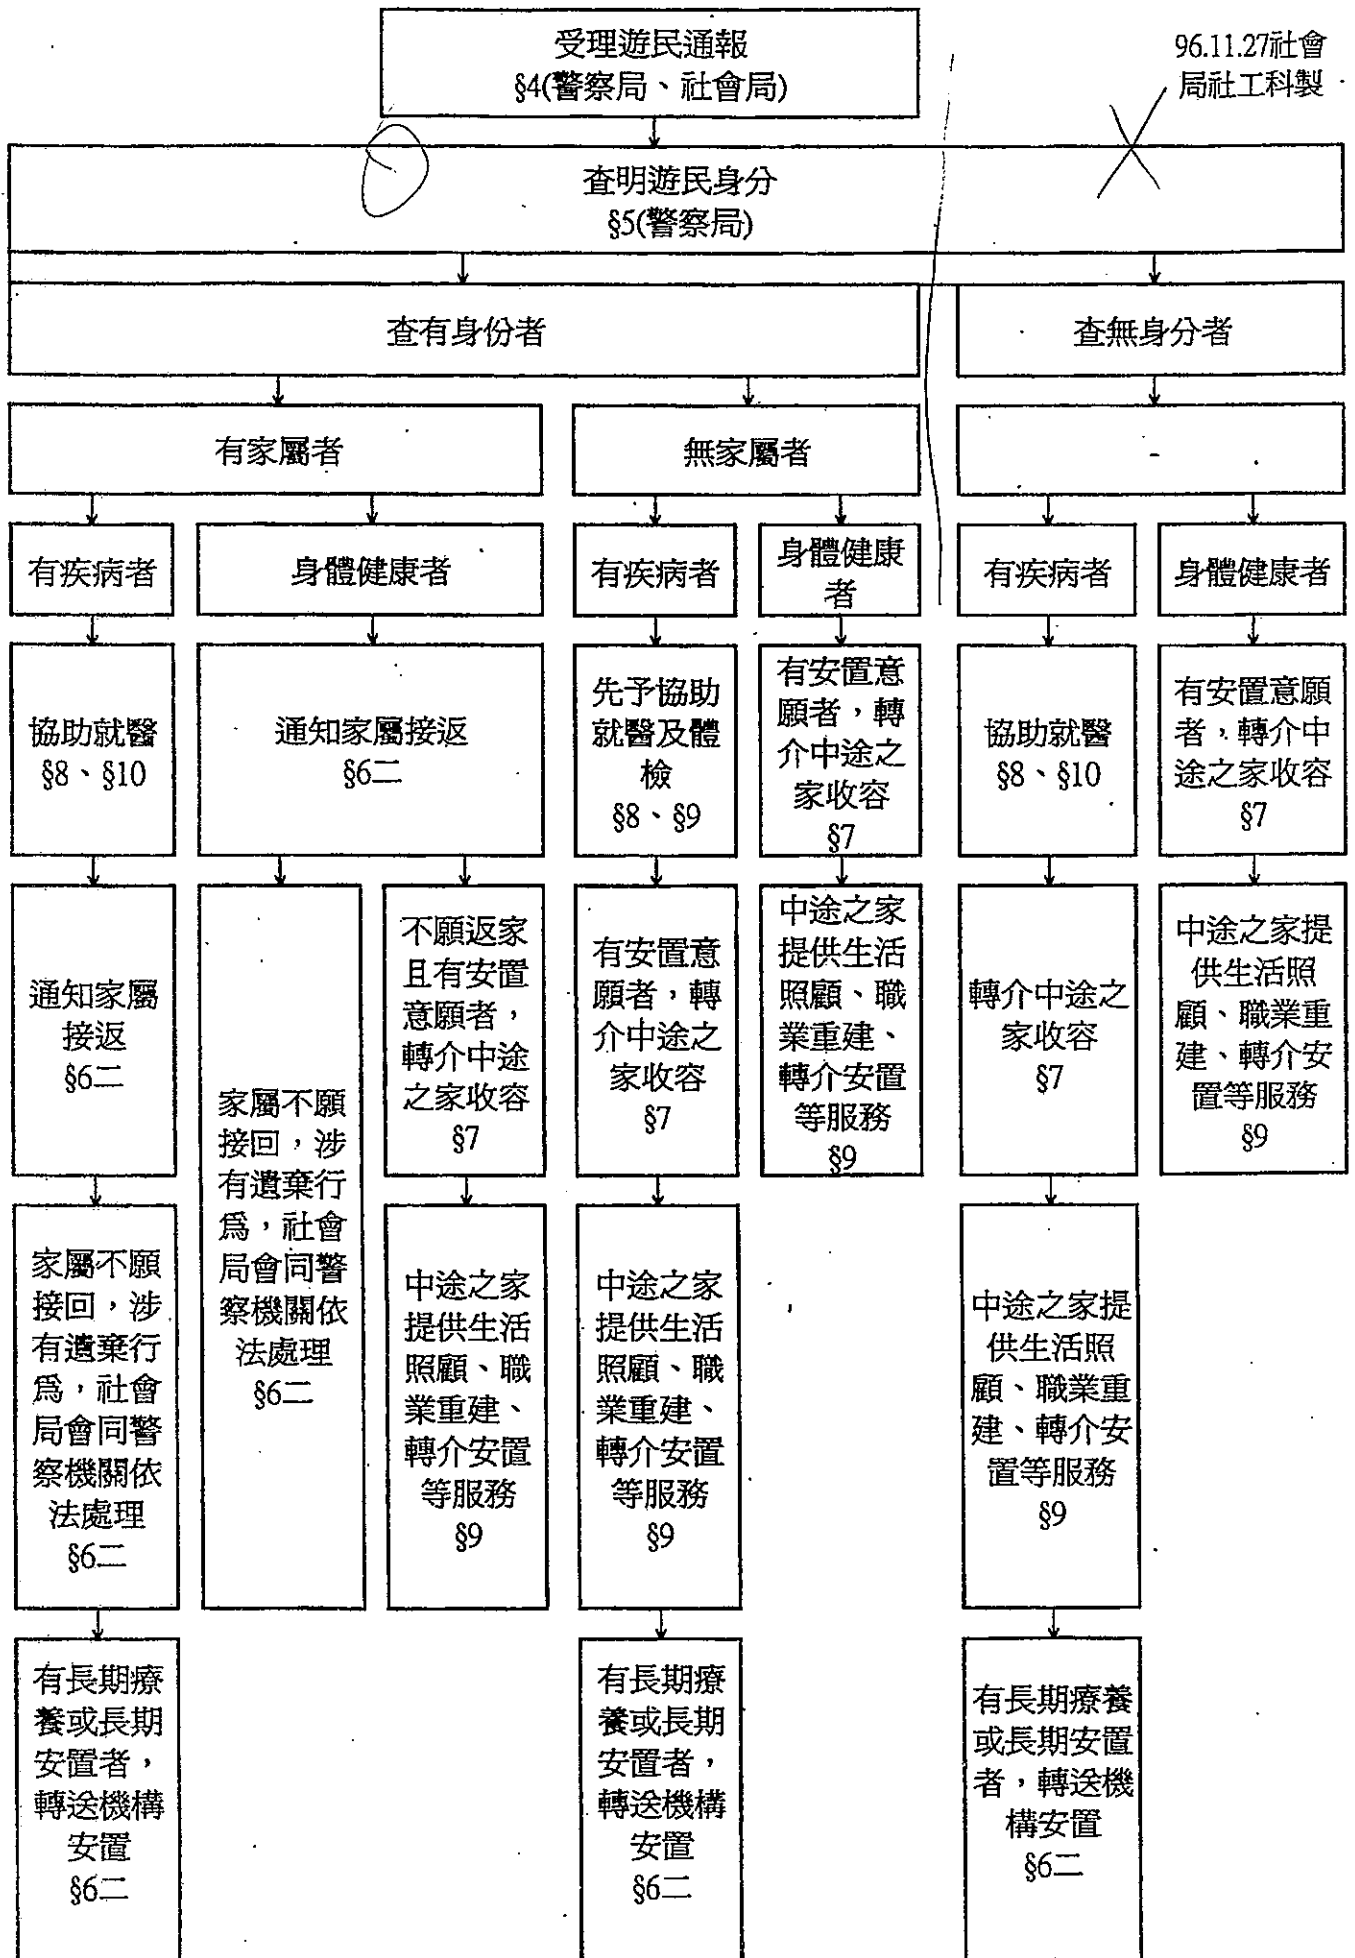 受理遊民通報
§4(警察局、社會局)
96.11.27社會
局社工科製
查明遊民身分
§5(警察局)
查有身份者
查無身分者
有家屬者
無家屬者
有疾病者
身體健康者
有疾病者
身體健康
者
有疾病者
身體健康者
協助就醫
§8、§10
通知家屬接返
§6二
先予協助
就醫及體
檢
§8、§9
有安置意
願者，轉
介中途之
家收容
§7
協助就醫
§8、§10
有安置意願
者，轉介中
途之家收容
§7
通知家屬
接返
§6二
家屬不願
接回，涉
有遺棄行
為，社會
局會同警
察機關依
法處理
§6二
不願返家
且有安置
意願者，
轉介中途
之家收容
§7
有安置意
願者，轉
介中途之
家收容
§7
中途之家
提供生活
照顧、職
業重建、
轉介安置
等服務
§9
轉介中途之
家收容
§7
中途之家提
供生活照
顧、職業重
建、轉介安
置等服務
§9
家屬不願
接回，涉
有遺棄行
為，社會
局會同警
察機關依
法處理
§6二
中途之家
提供生活
照顧、職
業重建、
轉介安置
等服務
§9
中途之家
提供生活
照顧、職
業重建、
轉介安置
等服務
§9
中途之家提
供生活照
顧、職業重
建、轉介安
置等服務
§9
有長期療
養或長期
安置者，
轉送機構
安置
§6二
有長期療
養或長期
安置者，
轉送機構
安置
§6二
有長期療養
或長期安置
者，轉送機
構安置
§6二